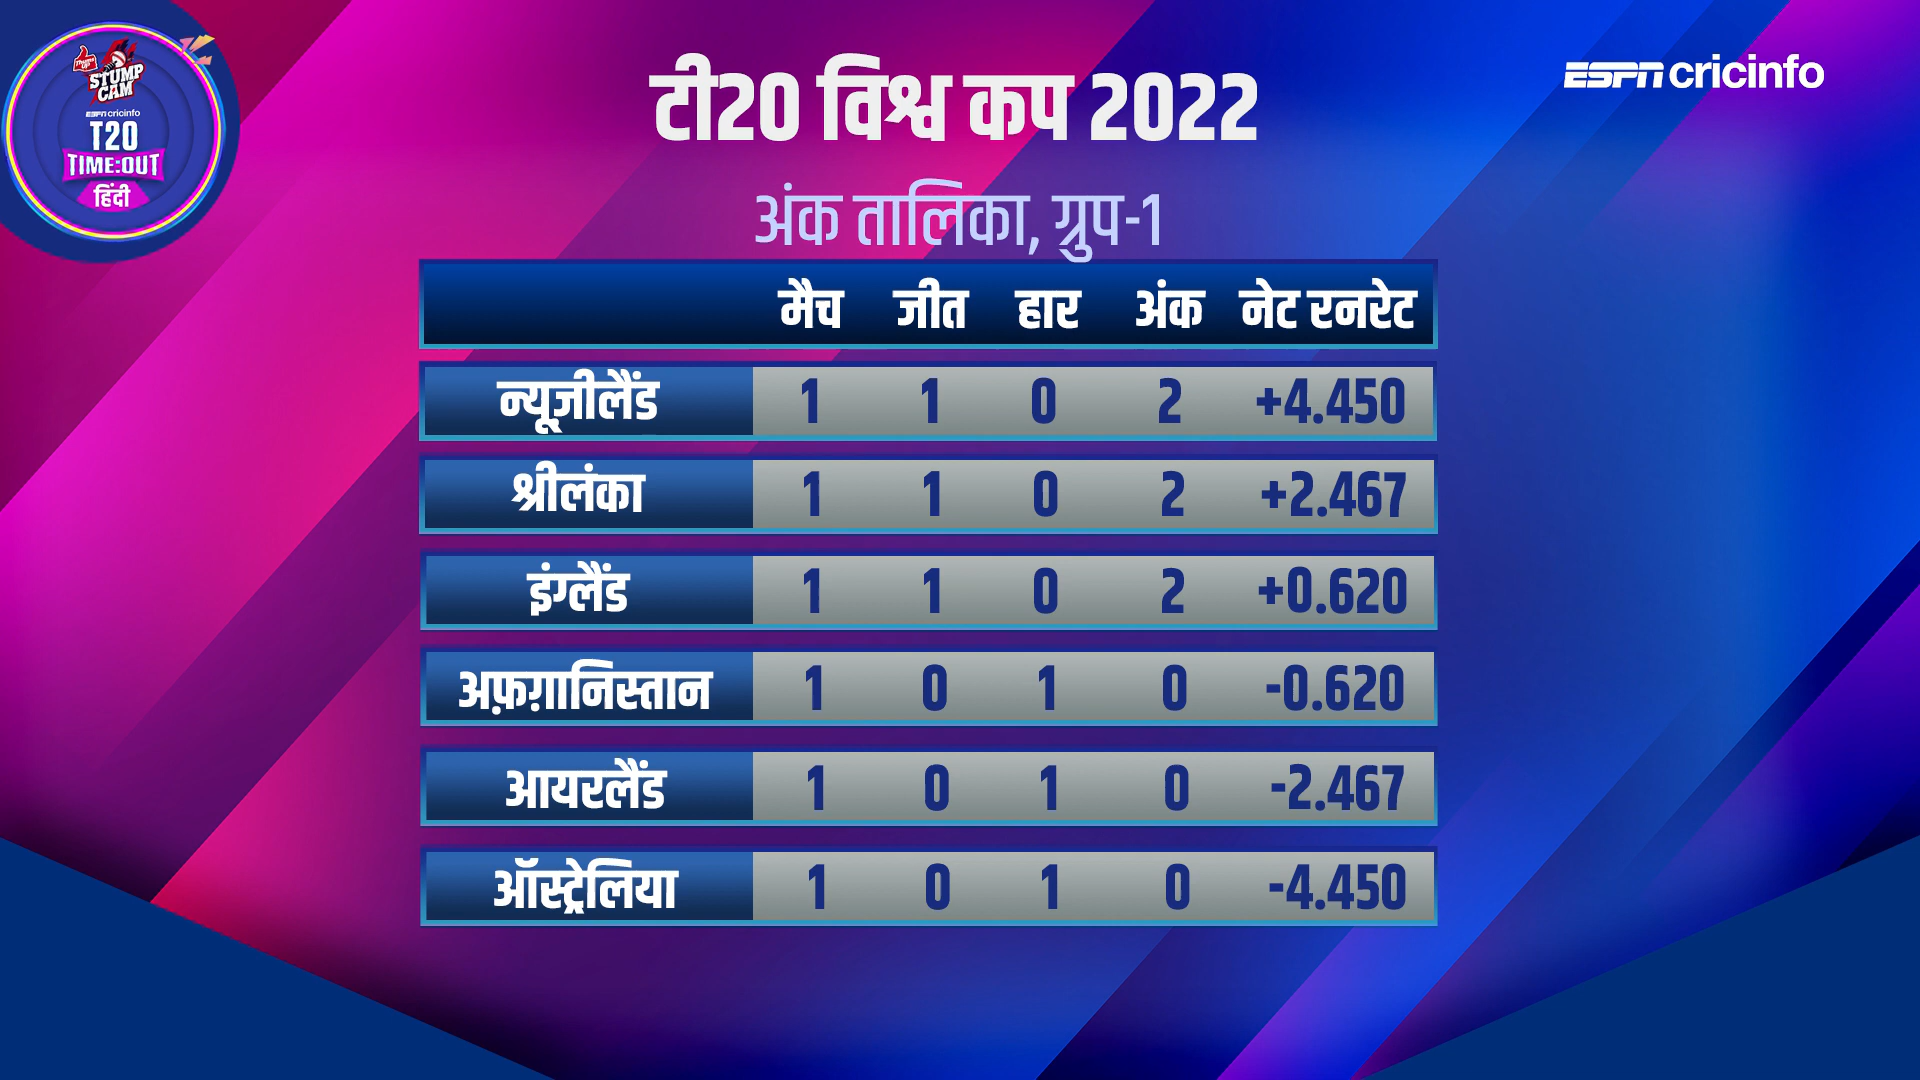 Thums Up
STUMP
CAM
ESPN cricinfo
T20
TIME:OUT
हिंदी
ESPN cricinfo
टी20 विश्व कप 2022
अंक तालिका, ग्रुप-1
मैच जीत हार अंक नेट रनरेट
न्यूज़ीलैंड 1 1 0 2 +4.450
श्रीलंका 1 1 0 2 +2.467
इंग्लैंड 1 1 0 2 +0.620
अफ़ग़ानिस्तान 1 0 1 0 -0.620
आयरलैंड 1 0 1 0 -2.467
ऑस्ट्रेलिया 1 0 1 0 -4.450